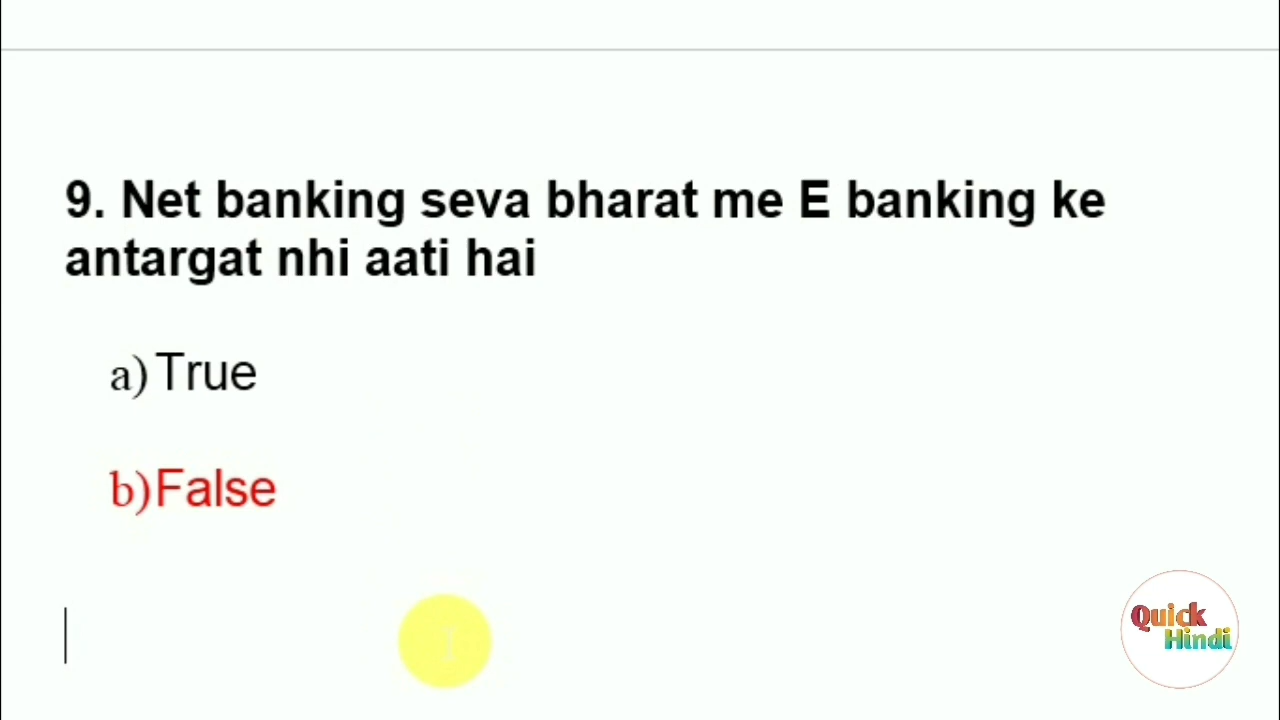 9. Net banking seva bharat me E banking ke
antargat nhi aati hai
a) True
b) False
Quick
Hindi